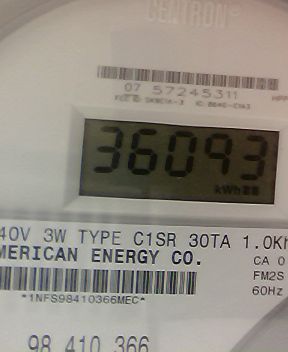 CENTRON®
07 57245311
36093
kWh
40V 3W TYPE C1SR 30TA 1.0Kh
MERICAN ENERGY CO.
CA 0
FM2S
60Hz
*1NFS98410366MEC*
98 410 366